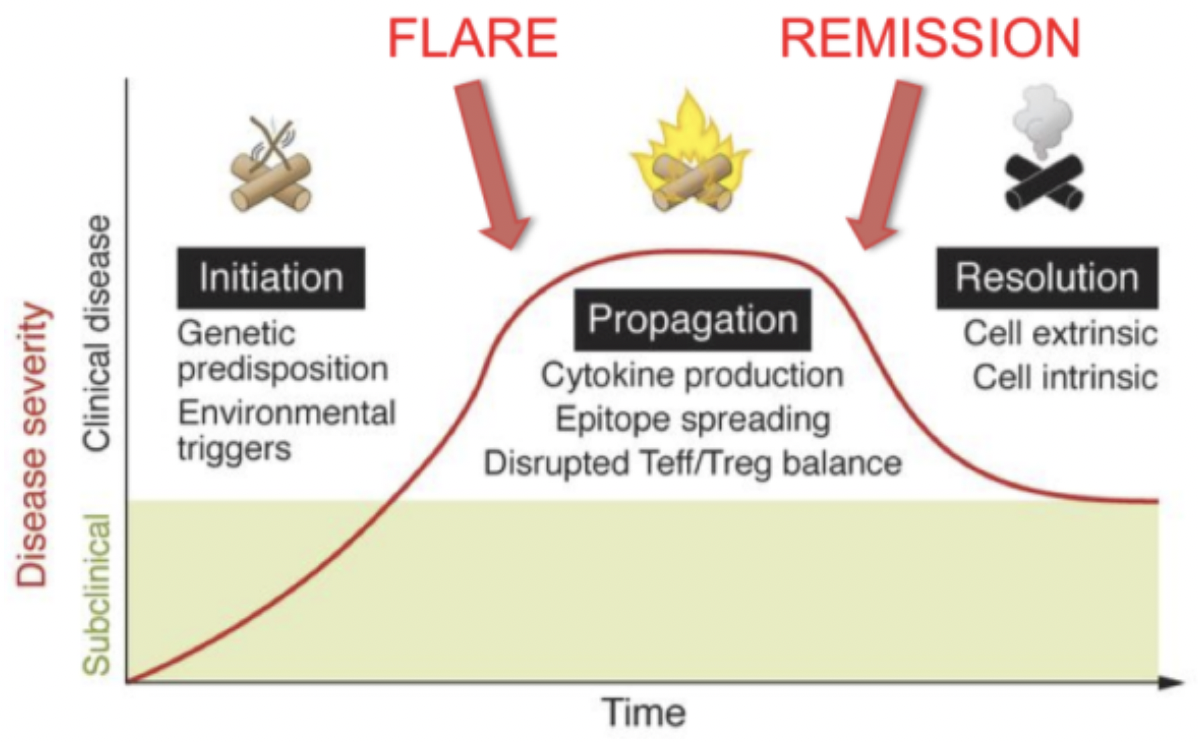 FLARE
REMISSION
Disease severity
Clinical disease
Subclinical
Initiation
Genetic
predisposition
Environmental
triggers
Propagation
Cytokine production
Epitope spreading
Disrupted Teff/Treg balance
Resolution
Cell extrinsic
Cell intrinsic
Time